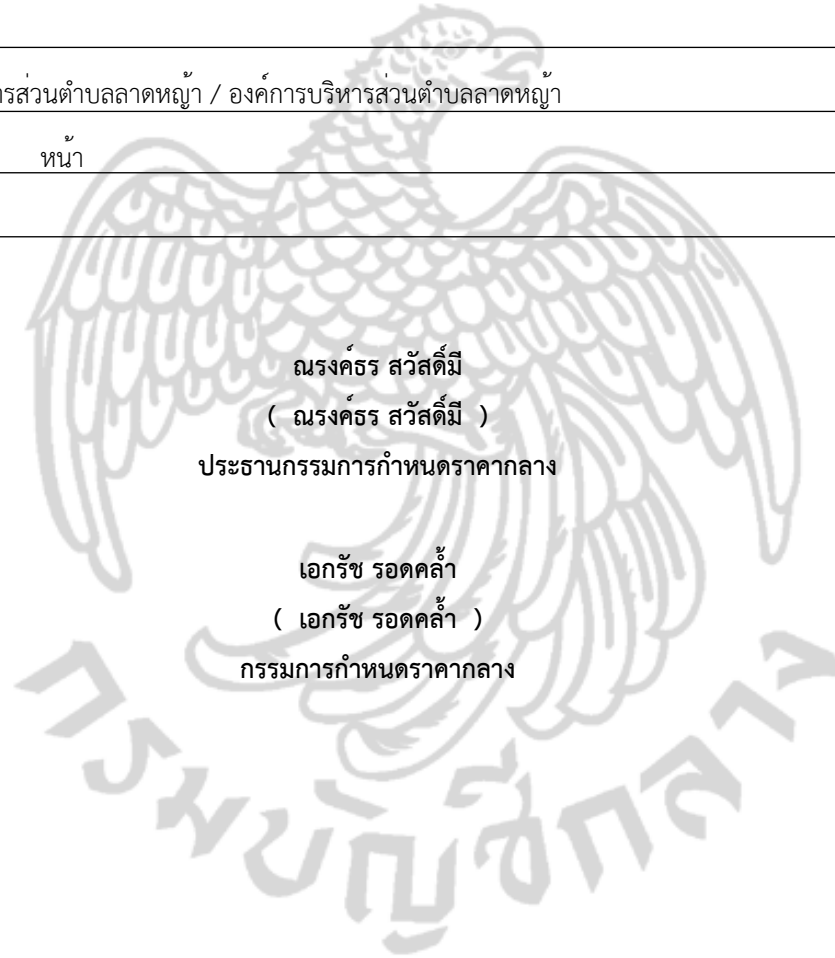 ารส่วนตำบลลาดหญ้า / องค์การบริหารส่วนตำบลลาดหญ้า
หน้า
ณรงค์ธร สวัสดิ์มี
( ณรงค์ธร สวัสดิ์มี )
ประธานกรรมการกำหนดราคากลาง
เอกรัช รอดคล้ำ
( เอกรัช รอดคล้ำ )
กรรมการกำหนดราคากลาง
กรมบัญชีกลาง